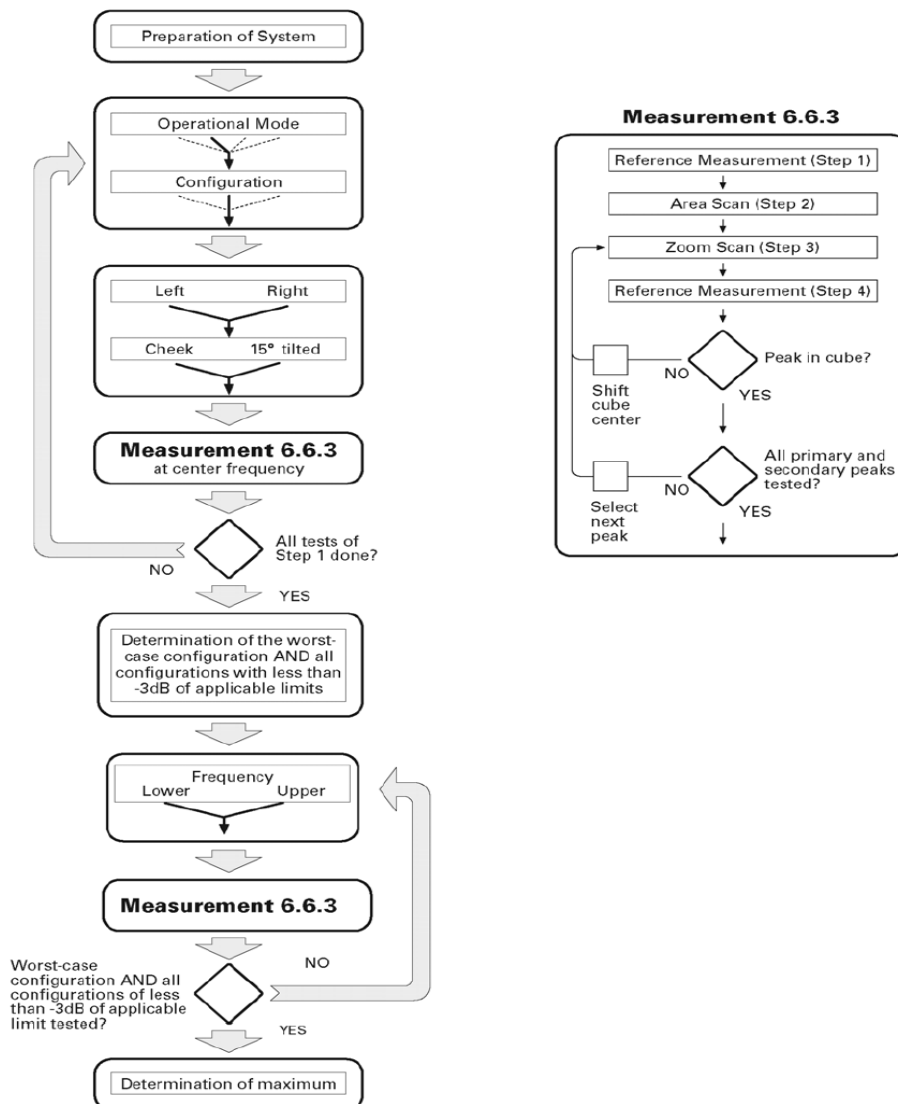 Preparation of System
Operational Mode
Configuration
Left Right
Cheek 15° tilted
Measurement 6.6.3
at center frequency
All tests of
Step 1 done?
NO
YES
Determination of the worst-
case configuration AND all
configurations with less than
-3dB of applicable limits
Frequency
Lower Upper
Measurement 6.6.3
Worst-case
configuration AND all
configurations of less
than -3dB of applicable
limit tested?
NO
YES
Determination of maximum
Measurement 6.6.3
Reference Measurement (Step 1)
Area Scan (Step 2)
Zoom Scan (Step 3)
Reference Measurement (Step 4)
Peak in cube?
NO
YES
Shift
cube
center
All primary and
secondary peaks
tested?
NO
YES
Select
next
peak